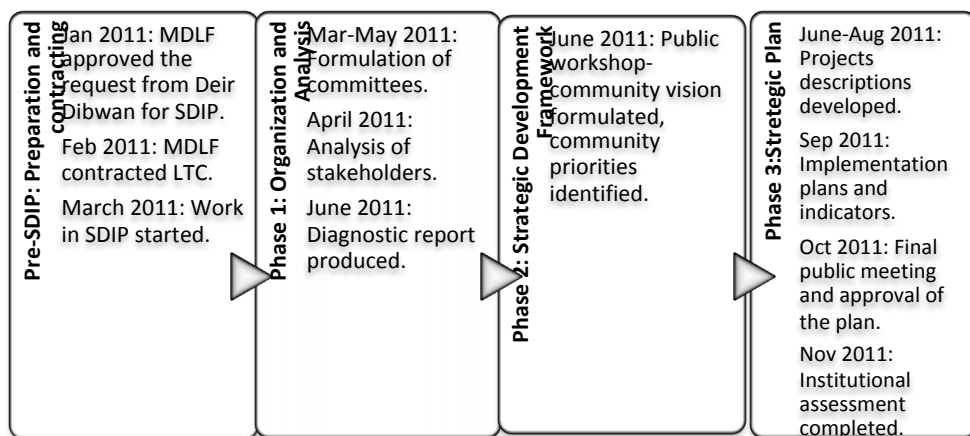 Pre-SDIP: Preparation and
contracting
Jan 2011: MDLF
approved the
request from Deir
Dibwan for SDIP.
Feb 2011: MDLF
contracted LTC.
March 2011: Work
in SDIP started.
Phase 1: Organization and
Analysis
Mar-May 2011:
Formulation of
committees.
April 2011:
Analysis of
stakeholders.
June 2011:
Diagnostic report
produced.
Phase 2: Strategic Development
Framework
June 2011: Public
workshop-
community vision
formulated,
community
priorities
identified.
Phase 3:Stretegic Plan
June-Aug 2011:
Projects
descriptions
developed.
Sep 2011:
Implementation
plans and
indicators.
Oct 2011: Final
public meeting
and approval of
the plan.
Nov 2011:
Institutional
assessment
completed.